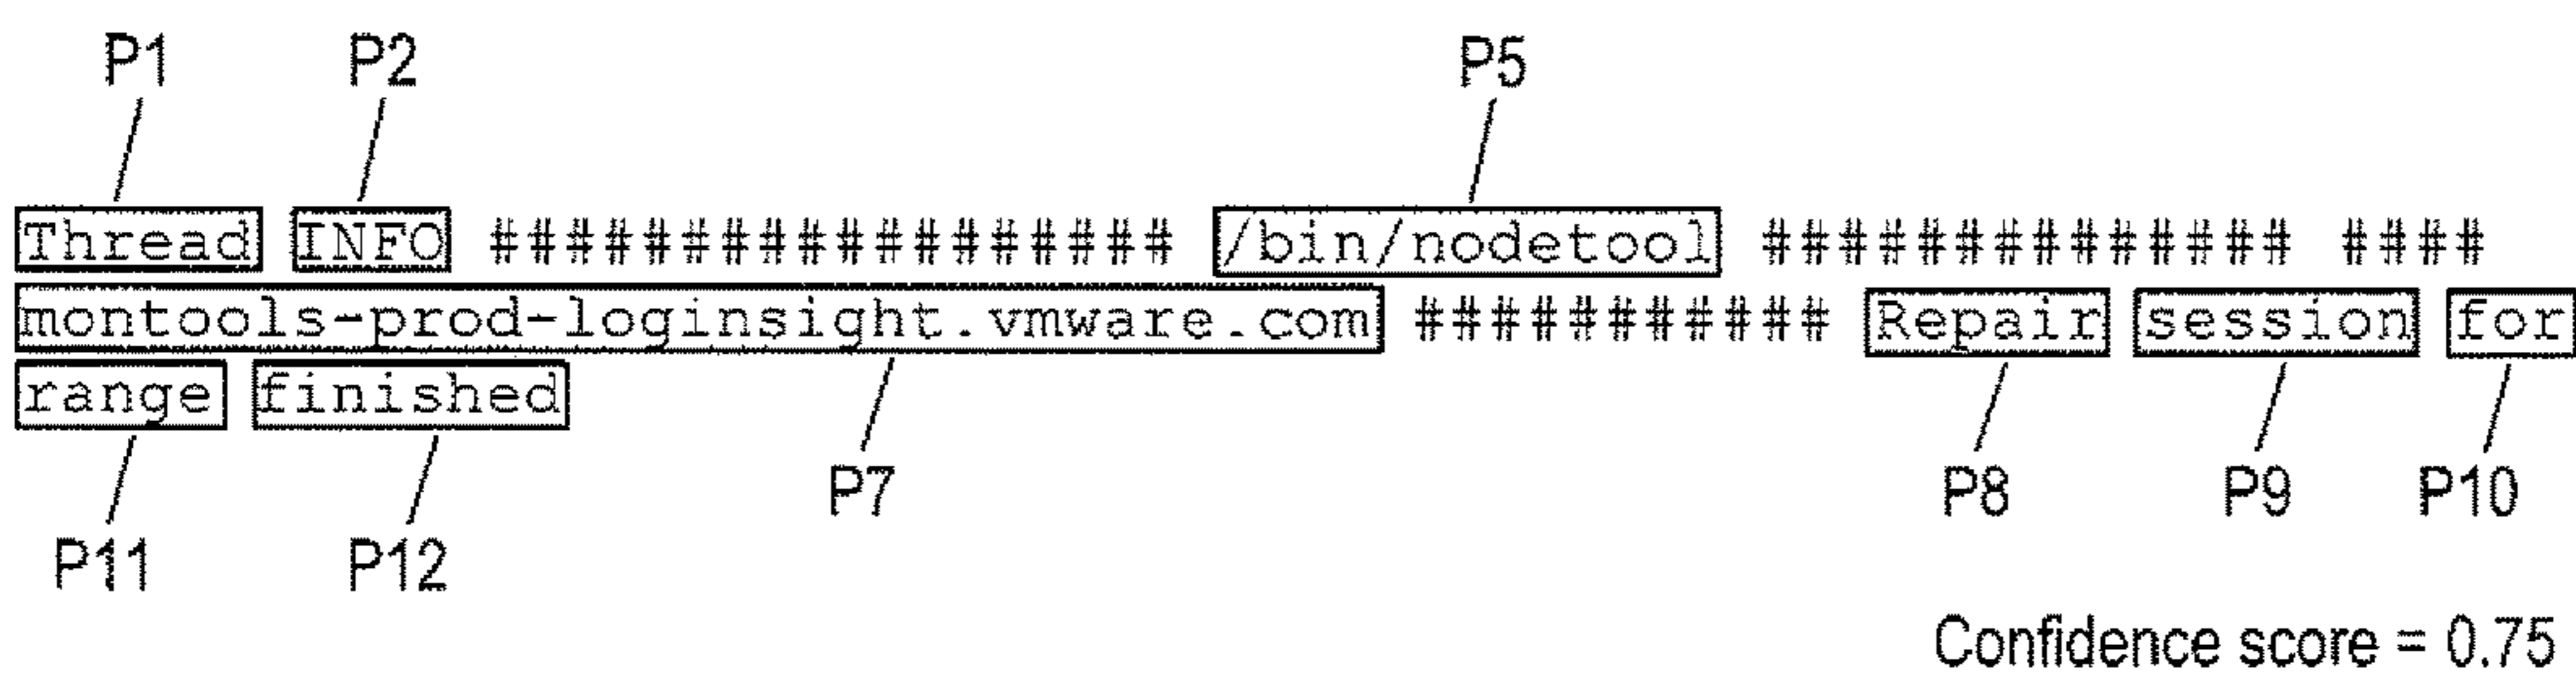 P1 P2 P5
Thread INFO ################## /bin/nodetool ############## ####
montools-prod-loginsight.vmware.com ########### Repair session for
range finished
P7 P8 P9 P10
P11 P12
Confidence score = 0.75